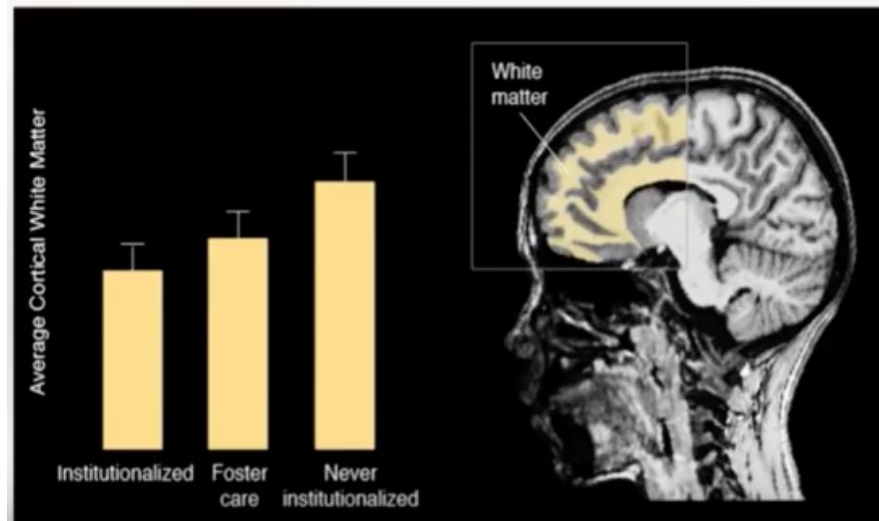 Average Cortical White Matter
Institutionalized
Foster
care
Never
institutionalized
White
matter